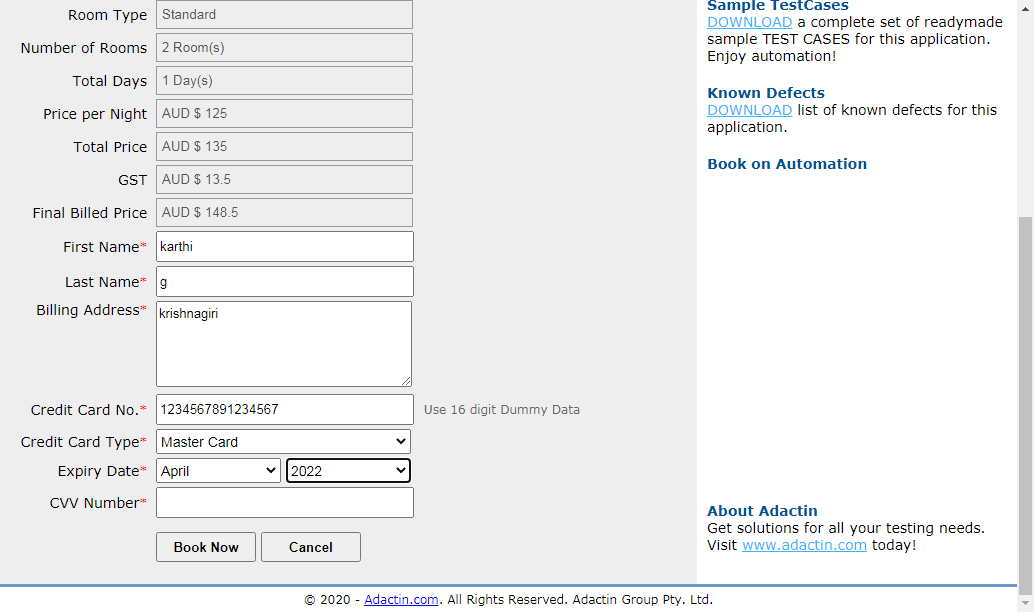 Room Type Standard
Number of Rooms 2 Room(s)
Total Days 1 Day(s)
Price per Night AUD $ 125
Total Price AUD $ 135
GST AUD $ 13.5
Final Billed Price AUD $ 148.5
First Name* karthi
Last Name* g
Billing Address* krishnagiri
Credit Card No.* 1234567891234567 Use 16 digit Dummy Data
Credit Card Type* Master Card
Expiry Date* April 2022
CVV Number*
Book Now Cancel
Sample TestCases
DOWNLOAD a complete set of readymade
sample TEST CASES for this application.
Enjoy automation!
Known Defects
DOWNLOAD list of known defects for this
application.
Book on Automation
About Adactin
Get solutions for all your testing needs.
Visit www.adactin.com today!
© 2020 - Adactin.com. All Rights Reserved. Adactin Group Pty. Ltd.